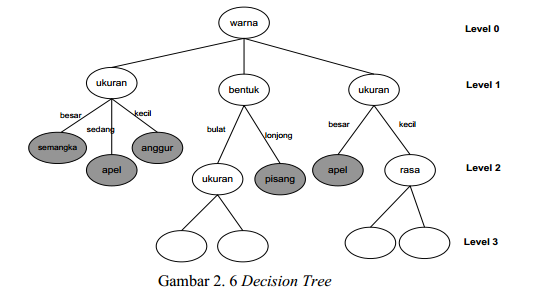 warna
Level 0
ukuran
bentuk
ukuran
Level 1
besar
sedang
kecil
bulat
lonjong
besar
kecil
semangka
apel
anggur
ukuran
pisang
apel
rasa
Level 2
Level 3
Gambar 2. 6 Decision Tree